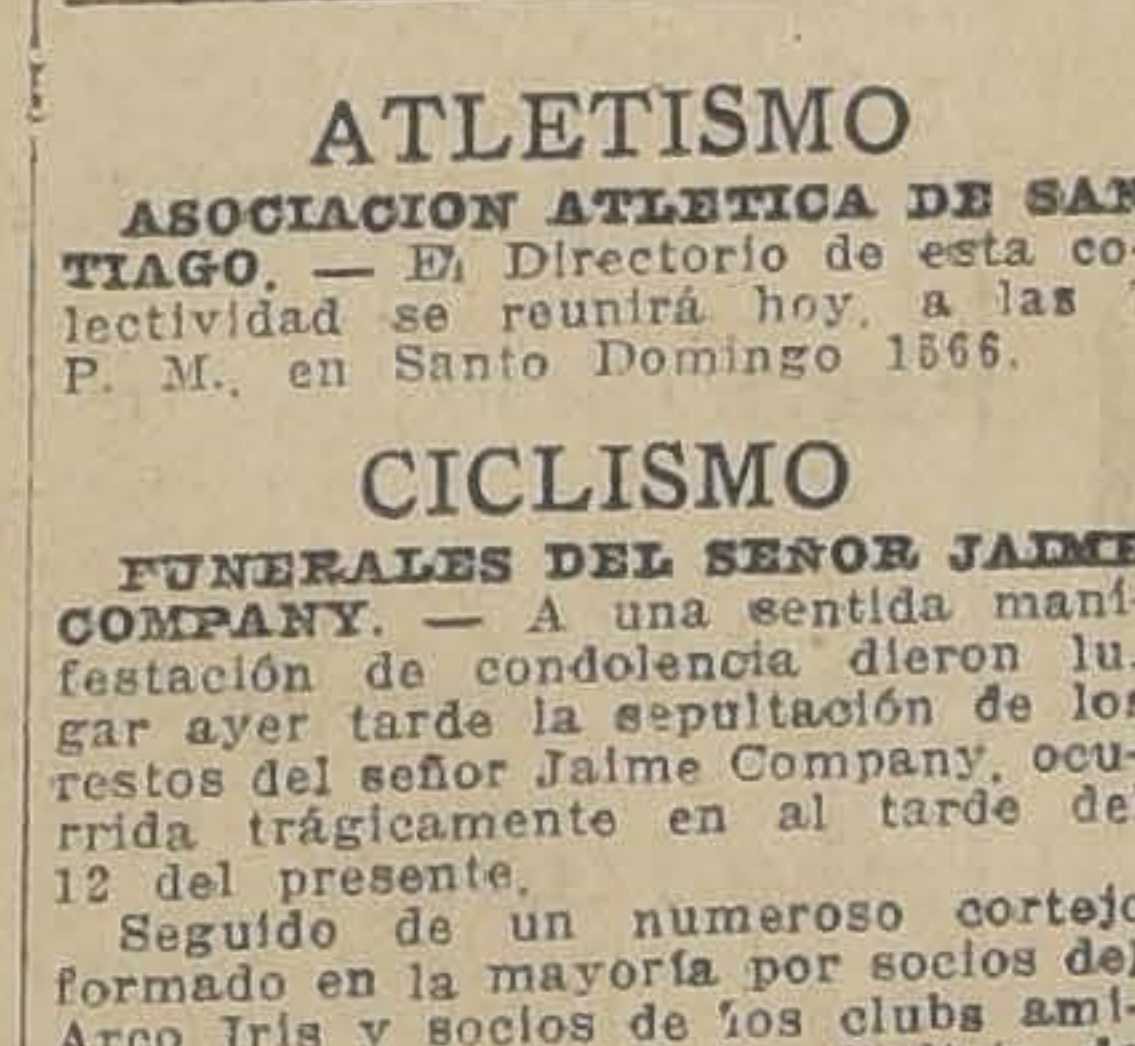 ATLETISMO
ASOCIACION ATLETICA DE SAN
TIAGO. — El Directorio de esta co-
lectividad se reunirá hoy, a las
P. M., en Santo Domingo 1566.
CICLISMO
FUNERALES DEL SEÑOR JAIME
COMPANY. — A una sentida mani-
festación de condolencia dieron lu-
gar ayer tarde la sepultación de los
restos del señor Jaime Company, ocu-
rrida trágicamente en al tarde del
12 del presente.
Seguido de un numeroso cortejo
formado en la mayoría por socios del
Arco Iris y socios de los clubs ami-